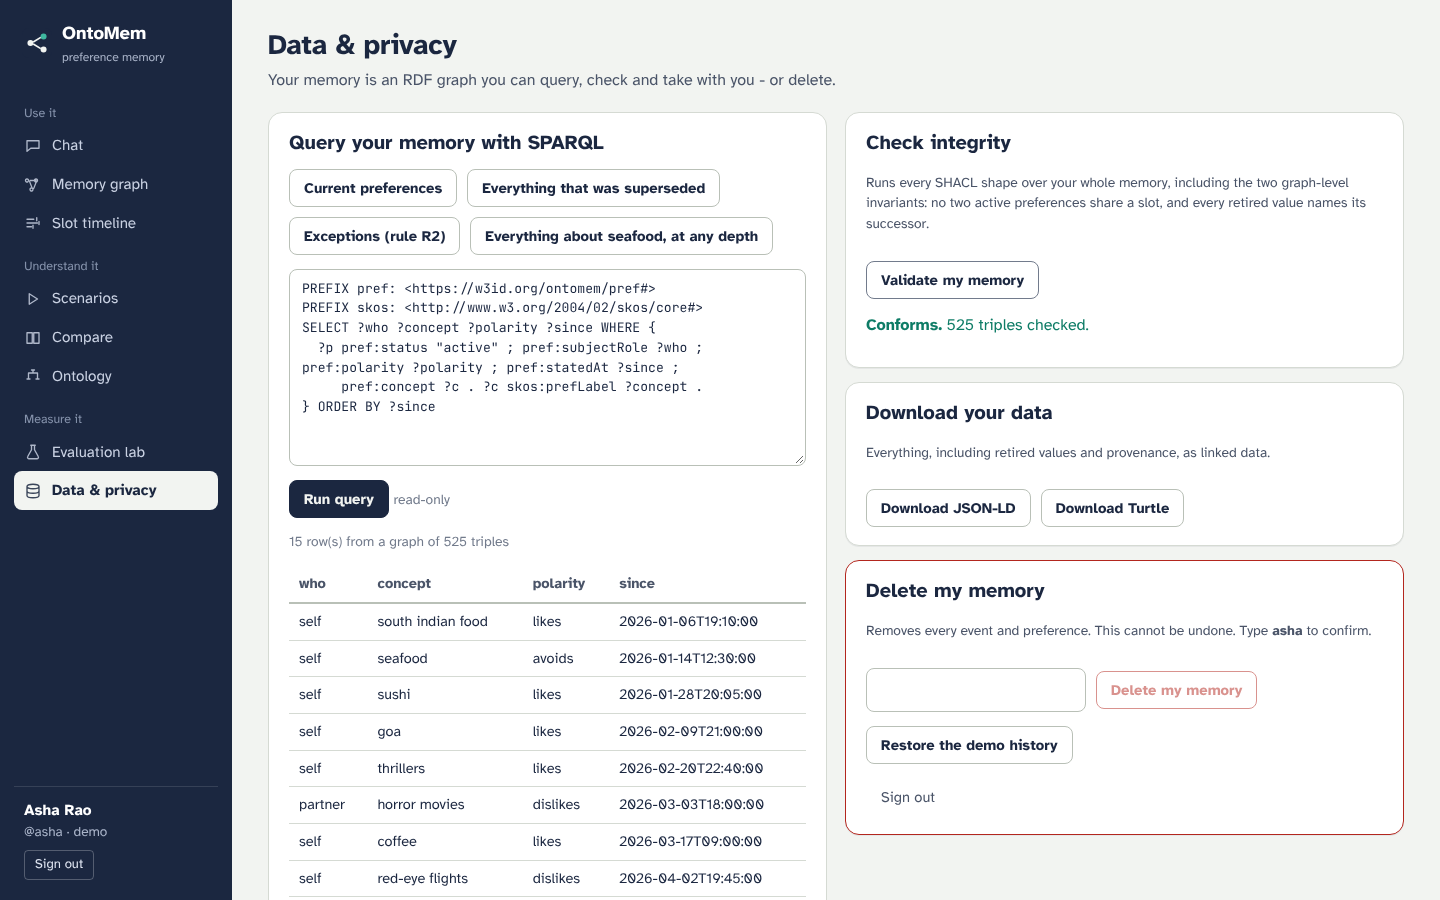 OntoMem
preference memory
Use it
Chat
Memory graph
Slot timeline
Understand it
Scenarios
Compare
Ontology
Measure it
Evaluation lab
Data & privacy
Asha Rao
@asha · demo
Sign out
Data & privacy
Your memory is an RDF graph you can query, check and take with you - or delete.
Query your memory with SPARQL
Current preferences
Everything that was superseded
Exceptions (rule R2)
Everything about seafood, at any depth
PREFIX pref: <https://w3id.org/ontomem/pref#>
PREFIX skos: <http://www.w3.org/2004/02/skos/core#>
SELECT ?who ?concept ?polarity ?since WHERE {
?p pref:status "active" ; pref:subjectRole ?who ;
pref:polarity ?polarity ; pref:statedAt ?since ;
pref:concept ?c . ?c skos:prefLabel ?concept .
} ORDER BY ?since
Run query read-only
15 row(s) from a graph of 525 triples
who concept polarity since
self south indian food likes 2026-01-06T19:10:00
self seafood avoids 2026-01-14T12:30:00
self sushi likes 2026-01-28T20:05:00
self goa likes 2026-02-09T21:00:00
self thrillers likes 2026-02-20T22:40:00
partner horror movies dislikes 2026-03-03T18:00:00
self coffee likes 2026-03-17T09:00:00
self red-eye flights dislikes 2026-04-02T19:45:00
Check integrity
Runs every SHACL shape over your whole memory, including the two graph-level
invariants: no two active preferences share a slot, and every retired value names its
successor.
Validate my memory
Conforms. 525 triples checked.
Download your data
Everything, including retired values and provenance, as linked data.
Download JSON-LD
Download Turtle
Delete my memory
Removes every event and preference. This cannot be undone. Type asha to confirm.
Delete my memory
Restore the demo history
Sign out